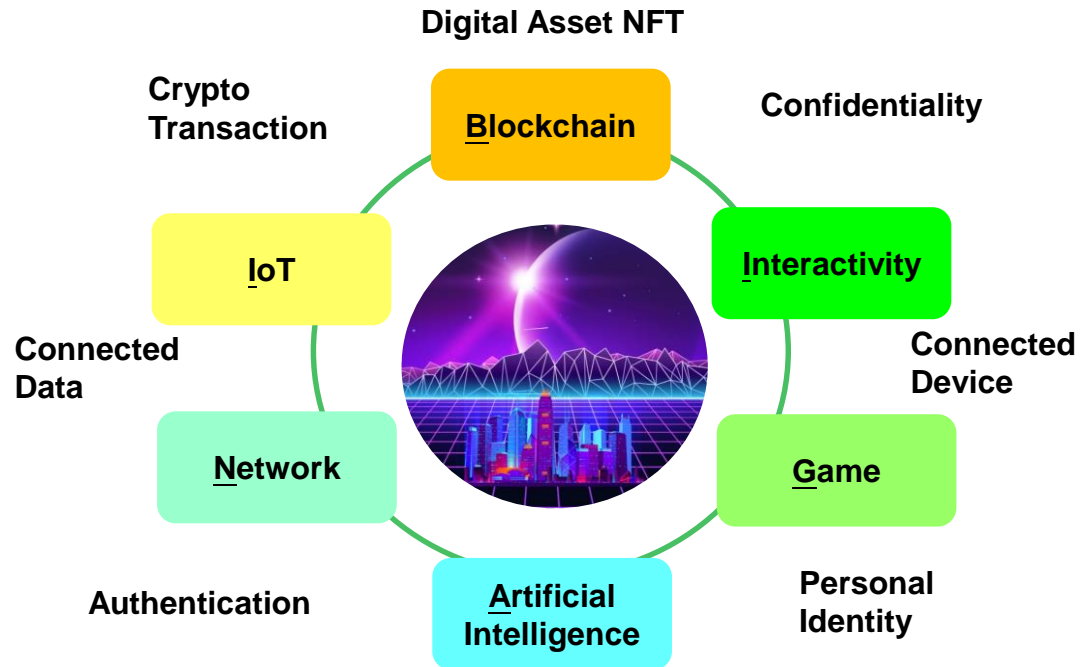 Digital Asset NFT
Crypto
Transaction
Blockchain
Confidentiality
IoT
Interactivity
Connected
Data
Connected
Device
Network
Game
Authentication
Artificial
Intelligence
Personal
Identity